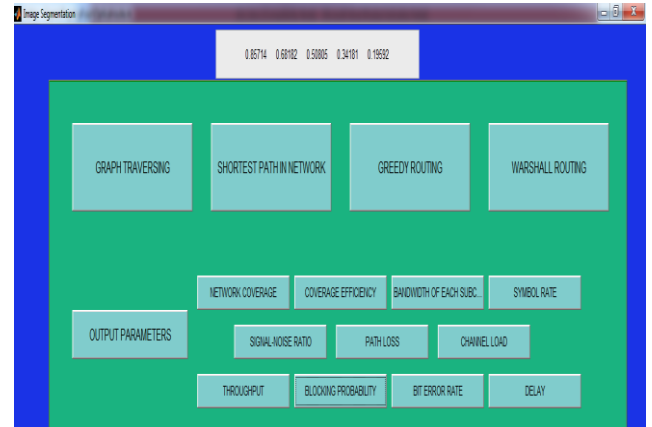 Image Segmentation
0.85714 0.68182 0.50805 0.34181 0.19592
GRAPH TRAVERSING SHORTEST PATH IN NETWORK GREEDY ROUTING WARSHALL ROUTING
NETWORK COVERAGE COVERAGE EFFICIENCY BANDWIDTH OF EACH SUBC... SYMBOL RATE
OUTPUT PARAMETERS
SIGNAL-NOISE RATIO PATH LOSS CHANNEL LOAD
THROUGHPUT BLOCKING PROBABILITY BIT ERROR RATE DELAY